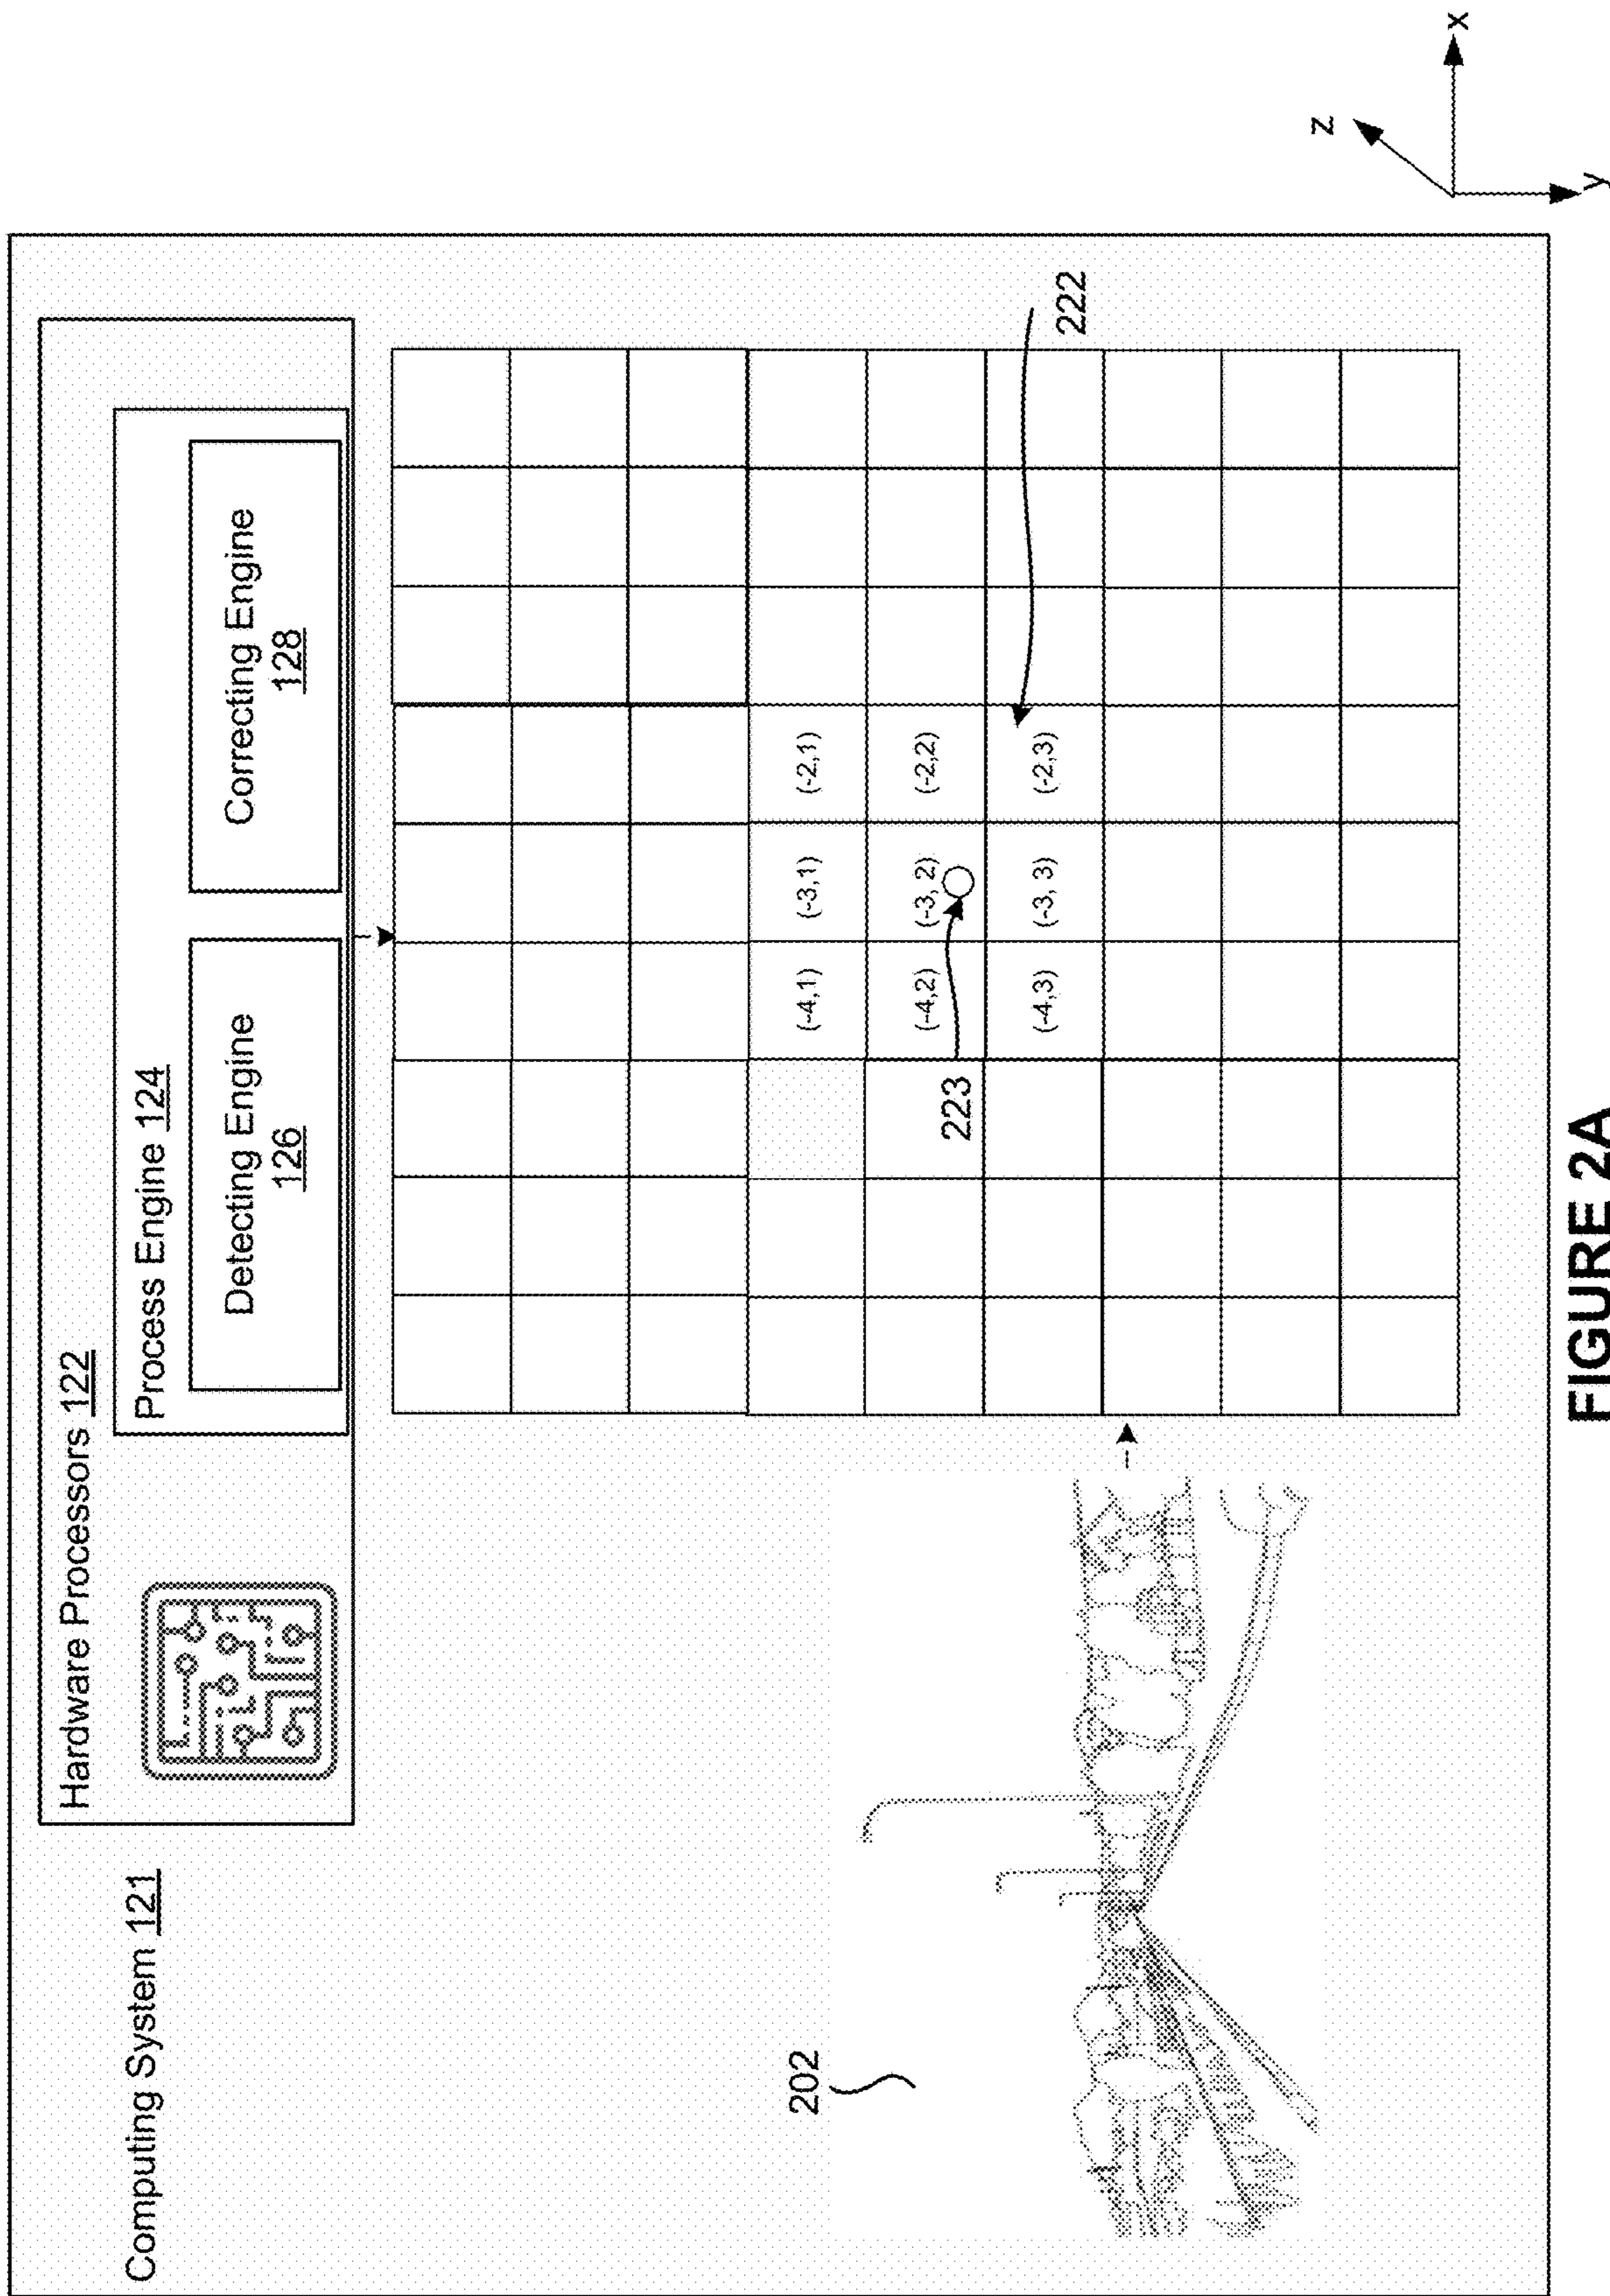 Computing System 121
Hardware Processors 122
Process Engine 124
Detecting Engine
126
Correcting Engine
128
202
(-4,1) (-3,1) (-2,1)
(-4,2) (-3, 2) (-2,2)
(-4,3) (-3, 3) (-2,3)
223
222
z
x
y
FIGURE 2A